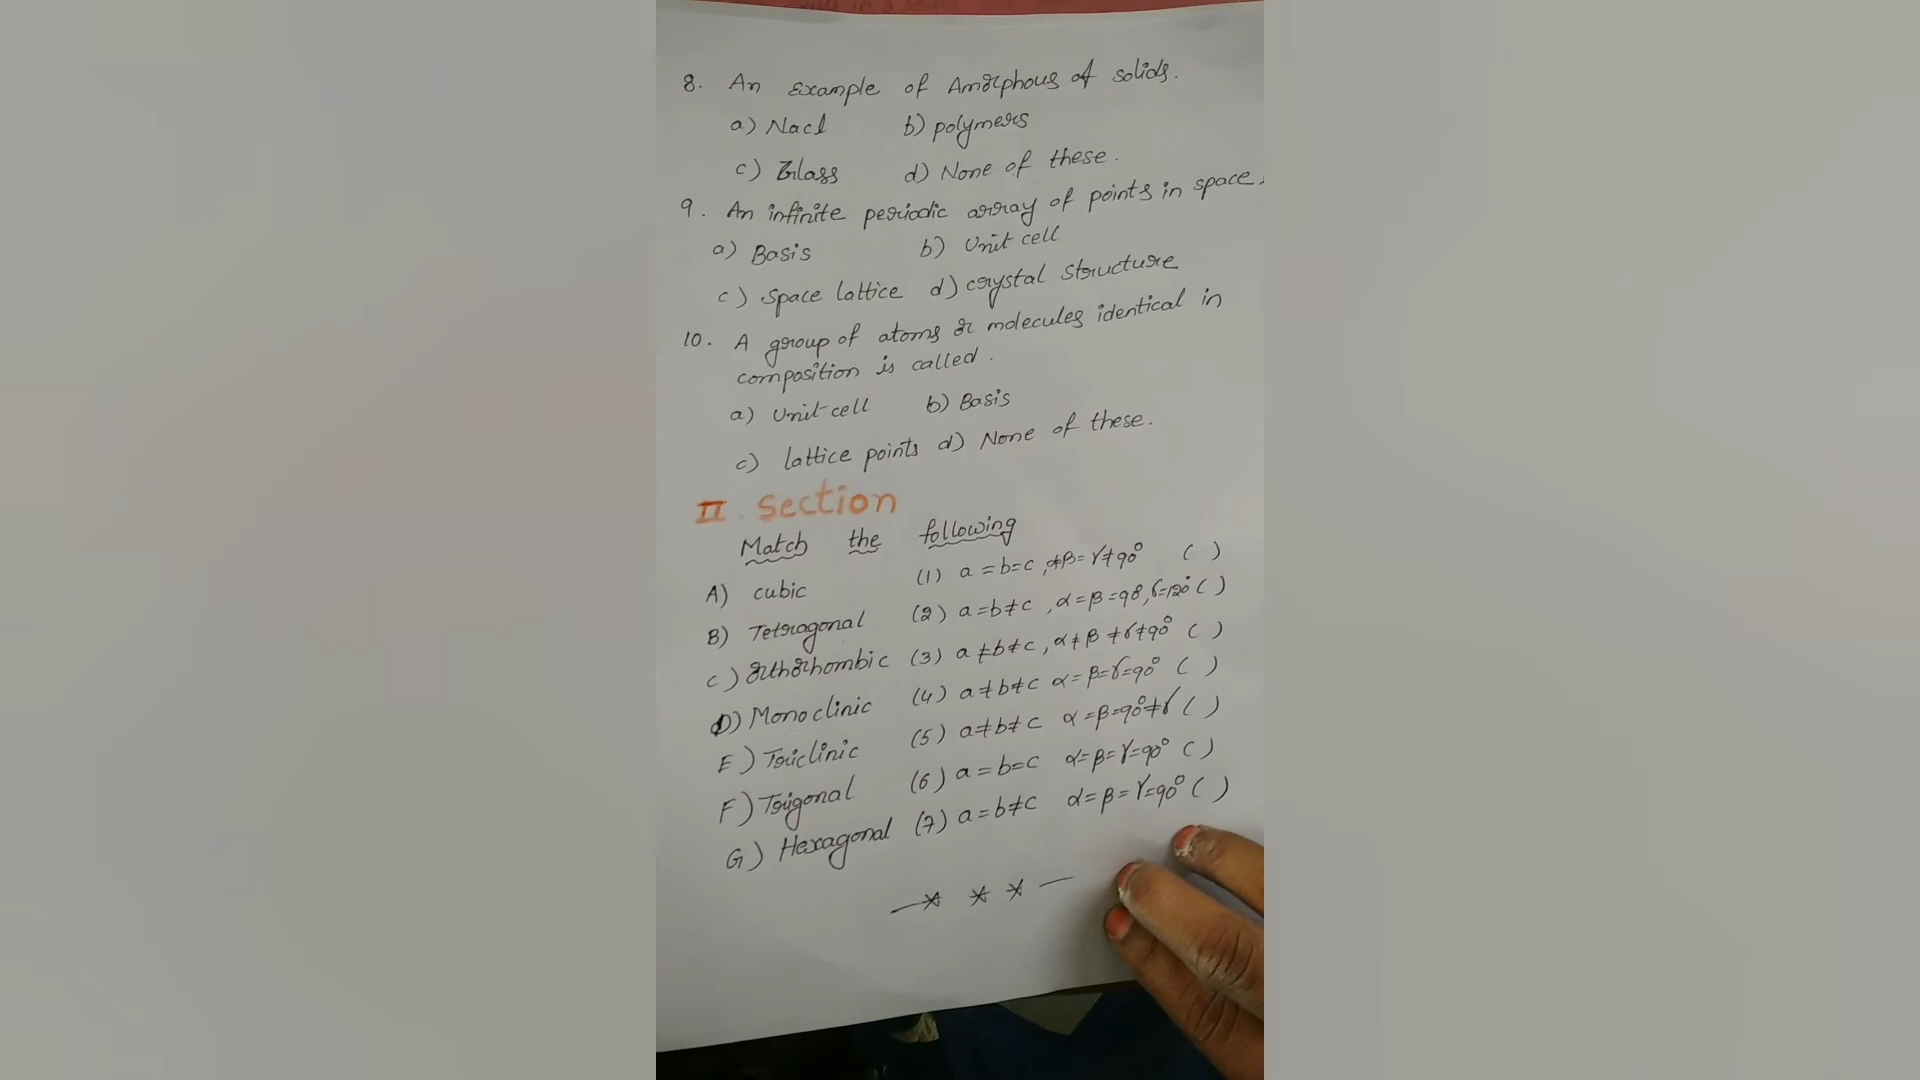 8. An Example of Amorphous of solids.
a) Nacl b) polymers
c) Glass d) None of these.
9. An infinite periodic array of points in space.
a) Basis b) Unit cell
c) Space lattice d) crystal structure
10. A group of atoms or molecules identical in
composition is called.
a) Unit cell b) Basis
c) lattice points d) None of these.
II. Section
Match the following
A) cubic (1) a=b=c, α=β=γ≠90° ( )
B) Tetragonal (2) a=b≠c, α=β=90°, γ=120° ( )
C) Orthorhombic (3) a≠b≠c, α≠β≠γ≠90° ( )
D) Monoclinic (4) a≠b≠c α=β=γ=90° ( )
E) Triclinic (5) a≠b≠c α=β=90°≠γ ( )
F) Trigonal (6) a=b=c α=β=γ=90° ( )
G) Hexagonal (7) a=b≠c α=β=γ=90° ( )
—* * *—